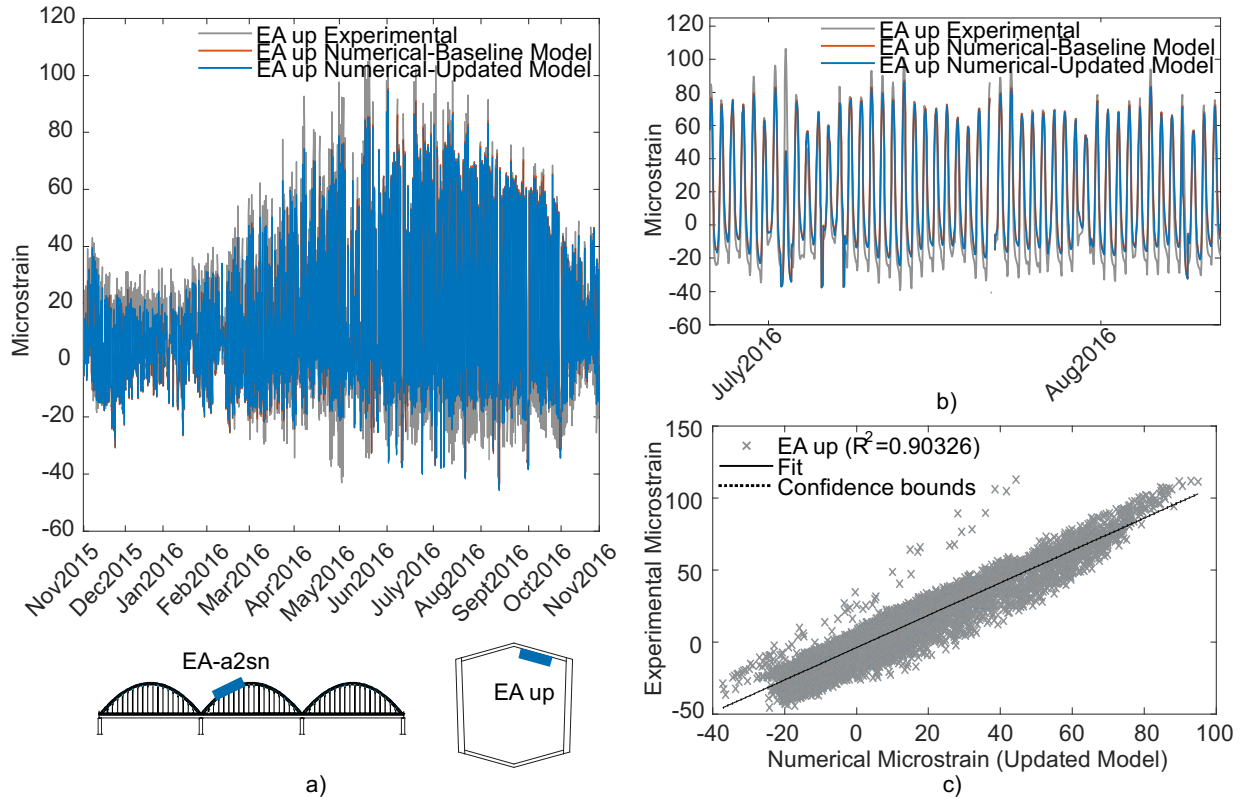 120
100
80
60
40
20
0
-20
-40
-60
Microstrain
EA up Experimental
EA up Numerical-Baseline Model
EA up Numerical-Updated Model
Nov2015
Dec2015
Jan2016
Feb2016
Mar2016
Apr2016
May2016
Jun2016
July2016
Aug2016
Sept2016
Oct2016
Nov2016
EA-a2sn
EA up
a)
120
100
80
60
40
20
0
-20
-40
-60
Microstrain
EA up Experimental
EA up Numerical-Baseline Model
EA up Numerical-Updated Model
July2016
Aug2016
b)
150
100
50
-0
-50
Experimental Microstrain
EA up (R²=0.90326)
Fit
Confidence bounds
-40
-20
0
20
40
60
80
100
Numerical Microstrain (Updated Model)
c)